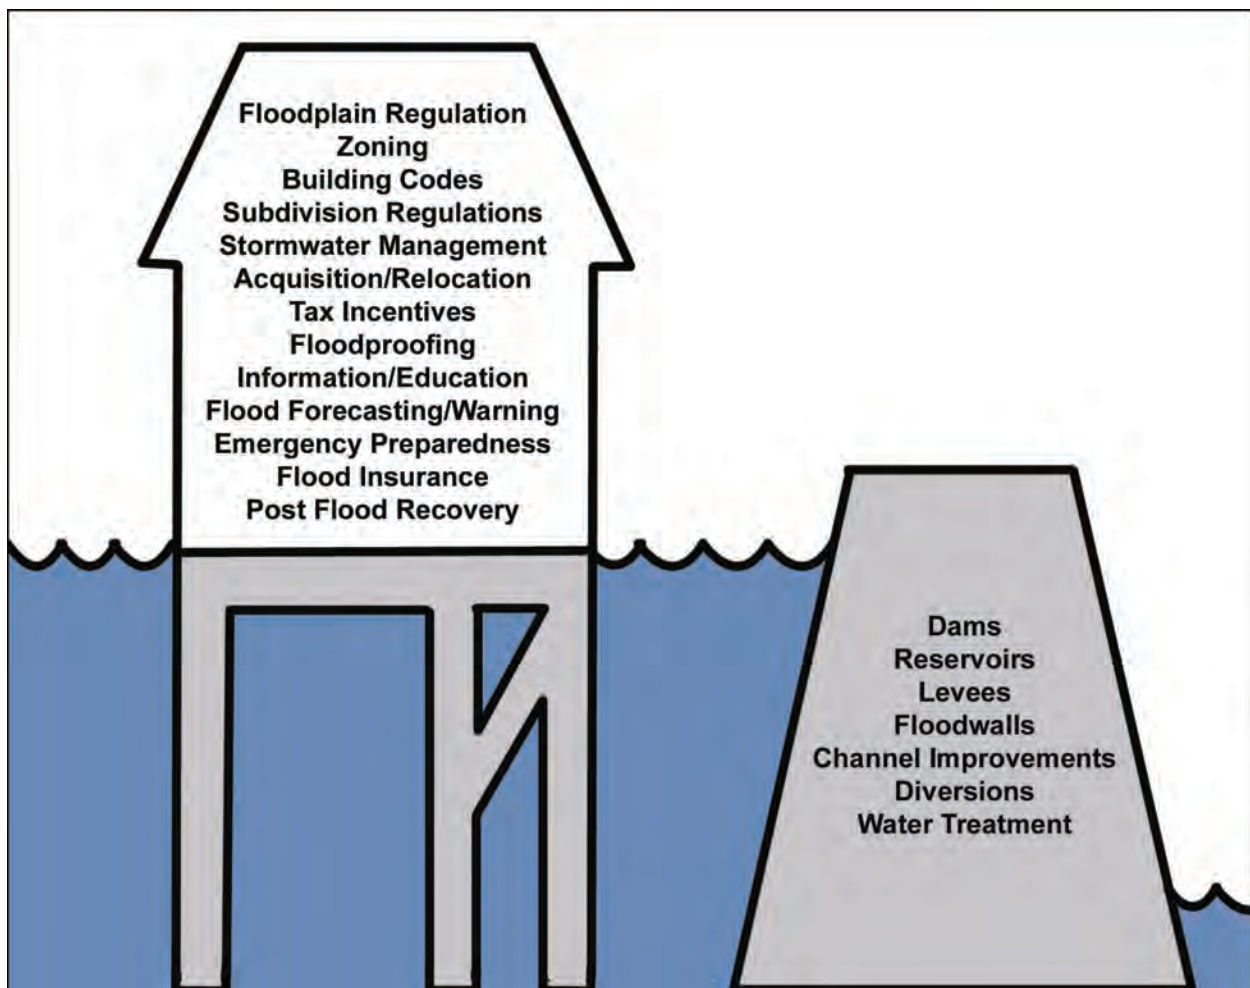 Floodplain Regulation
Zoning
Building Codes
Subdivision Regulations
Stormwater Management
Acquisition/Relocation
Tax Incentives
Floodproofing
Information/Education
Flood Forecasting/Warning
Emergency Preparedness
Flood Insurance
Post Flood Recovery
Dams
Reservoirs
Levees
Floodwalls
Channel Improvements
Diversions
Water Treatment